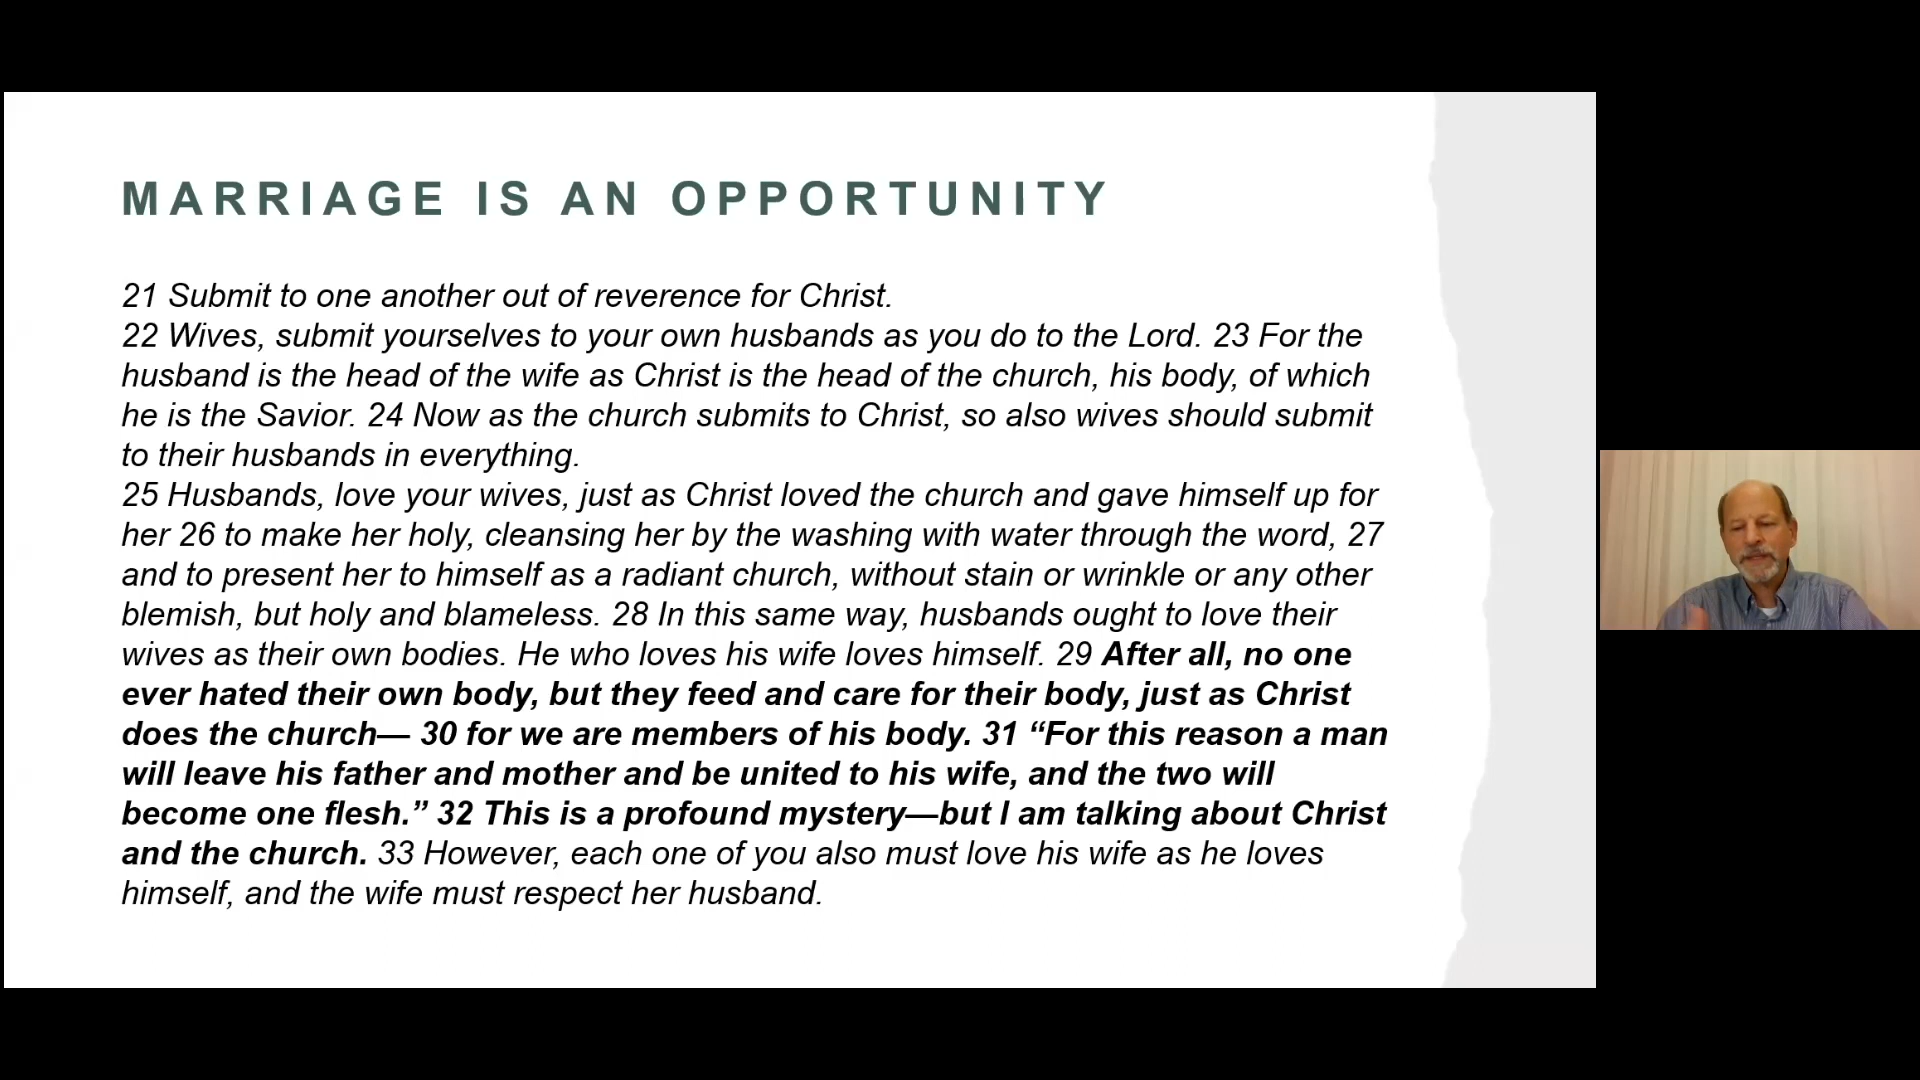 MARRIAGE IS AN OPPORTUNITY
21 Submit to one another out of reverence for Christ.
22 Wives, submit yourselves to your own husbands as you do to the Lord. 23 For the
husband is the head of the wife as Christ is the head of the church, his body, of which
he is the Savior. 24 Now as the church submits to Christ, so also wives should submit
to their husbands in everything.
25 Husbands, love your wives, just as Christ loved the church and gave himself up for
her 26 to make her holy, cleansing her by the washing with water through the word, 27
and to present her to himself as a radiant church, without stain or wrinkle or any other
blemish, but holy and blameless. 28 In this same way, husbands ought to love their
wives as their own bodies. He who loves his wife loves himself. 29 After all, no one
ever hated their own body, but they feed and care for their body, just as Christ
does the church— 30 for we are members of his body. 31 “For this reason a man
will leave his father and mother and be united to his wife, and the two will
become one flesh.” 32 This is a profound mystery—but I am talking about Christ
and the church. 33 However, each one of you also must love his wife as he loves
himself, and the wife must respect her husband.